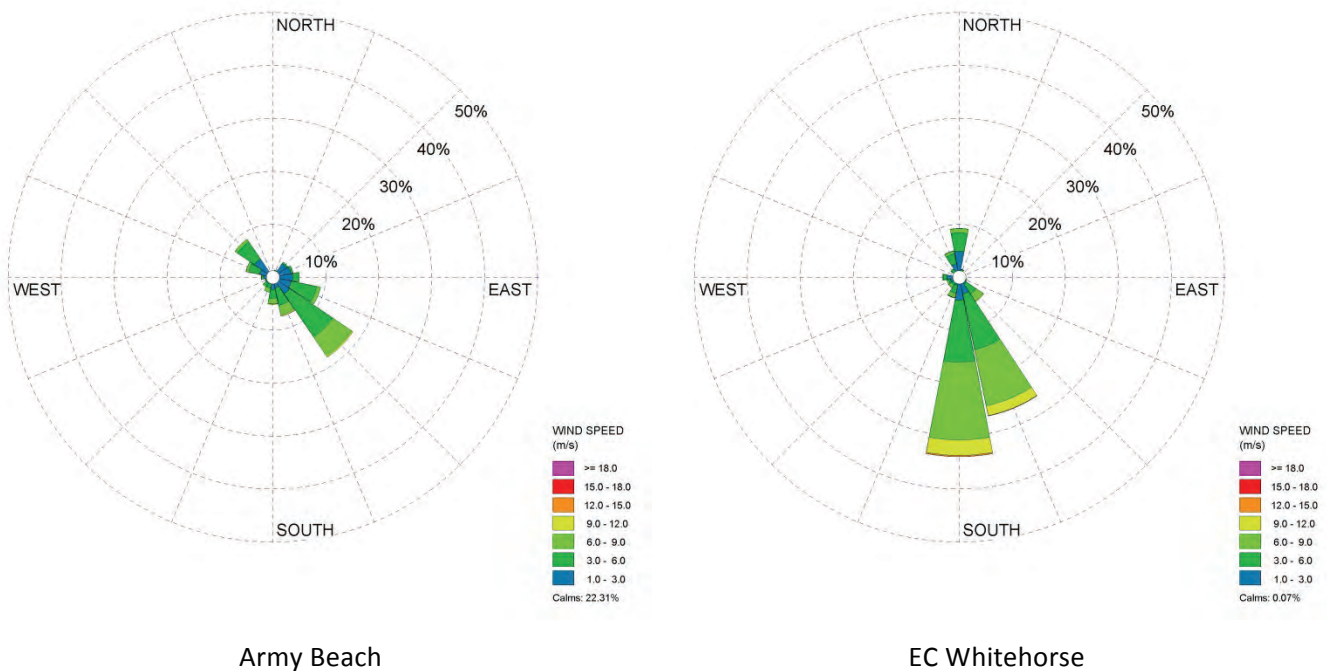 NORTH
50%
40%
30%
20%
10%
WEST
EAST
SOUTH
WIND SPEED
(m/s)
>= 18.0
15.0 - 18.0
12.0 - 15.0
9.0 - 12.0
6.0 - 9.0
3.0 - 6.0
1.0 - 3.0
Calms: 22.31%
Army Beach
NORTH
50%
40%
30%
20%
10%
WEST
EAST
SOUTH
WIND SPEED
(m/s)
>= 18.0
15.0 - 18.0
12.0 - 15.0
9.0 - 12.0
6.0 - 9.0
3.0 - 6.0
1.0 - 3.0
Calms: 0.07%
EC Whitehorse